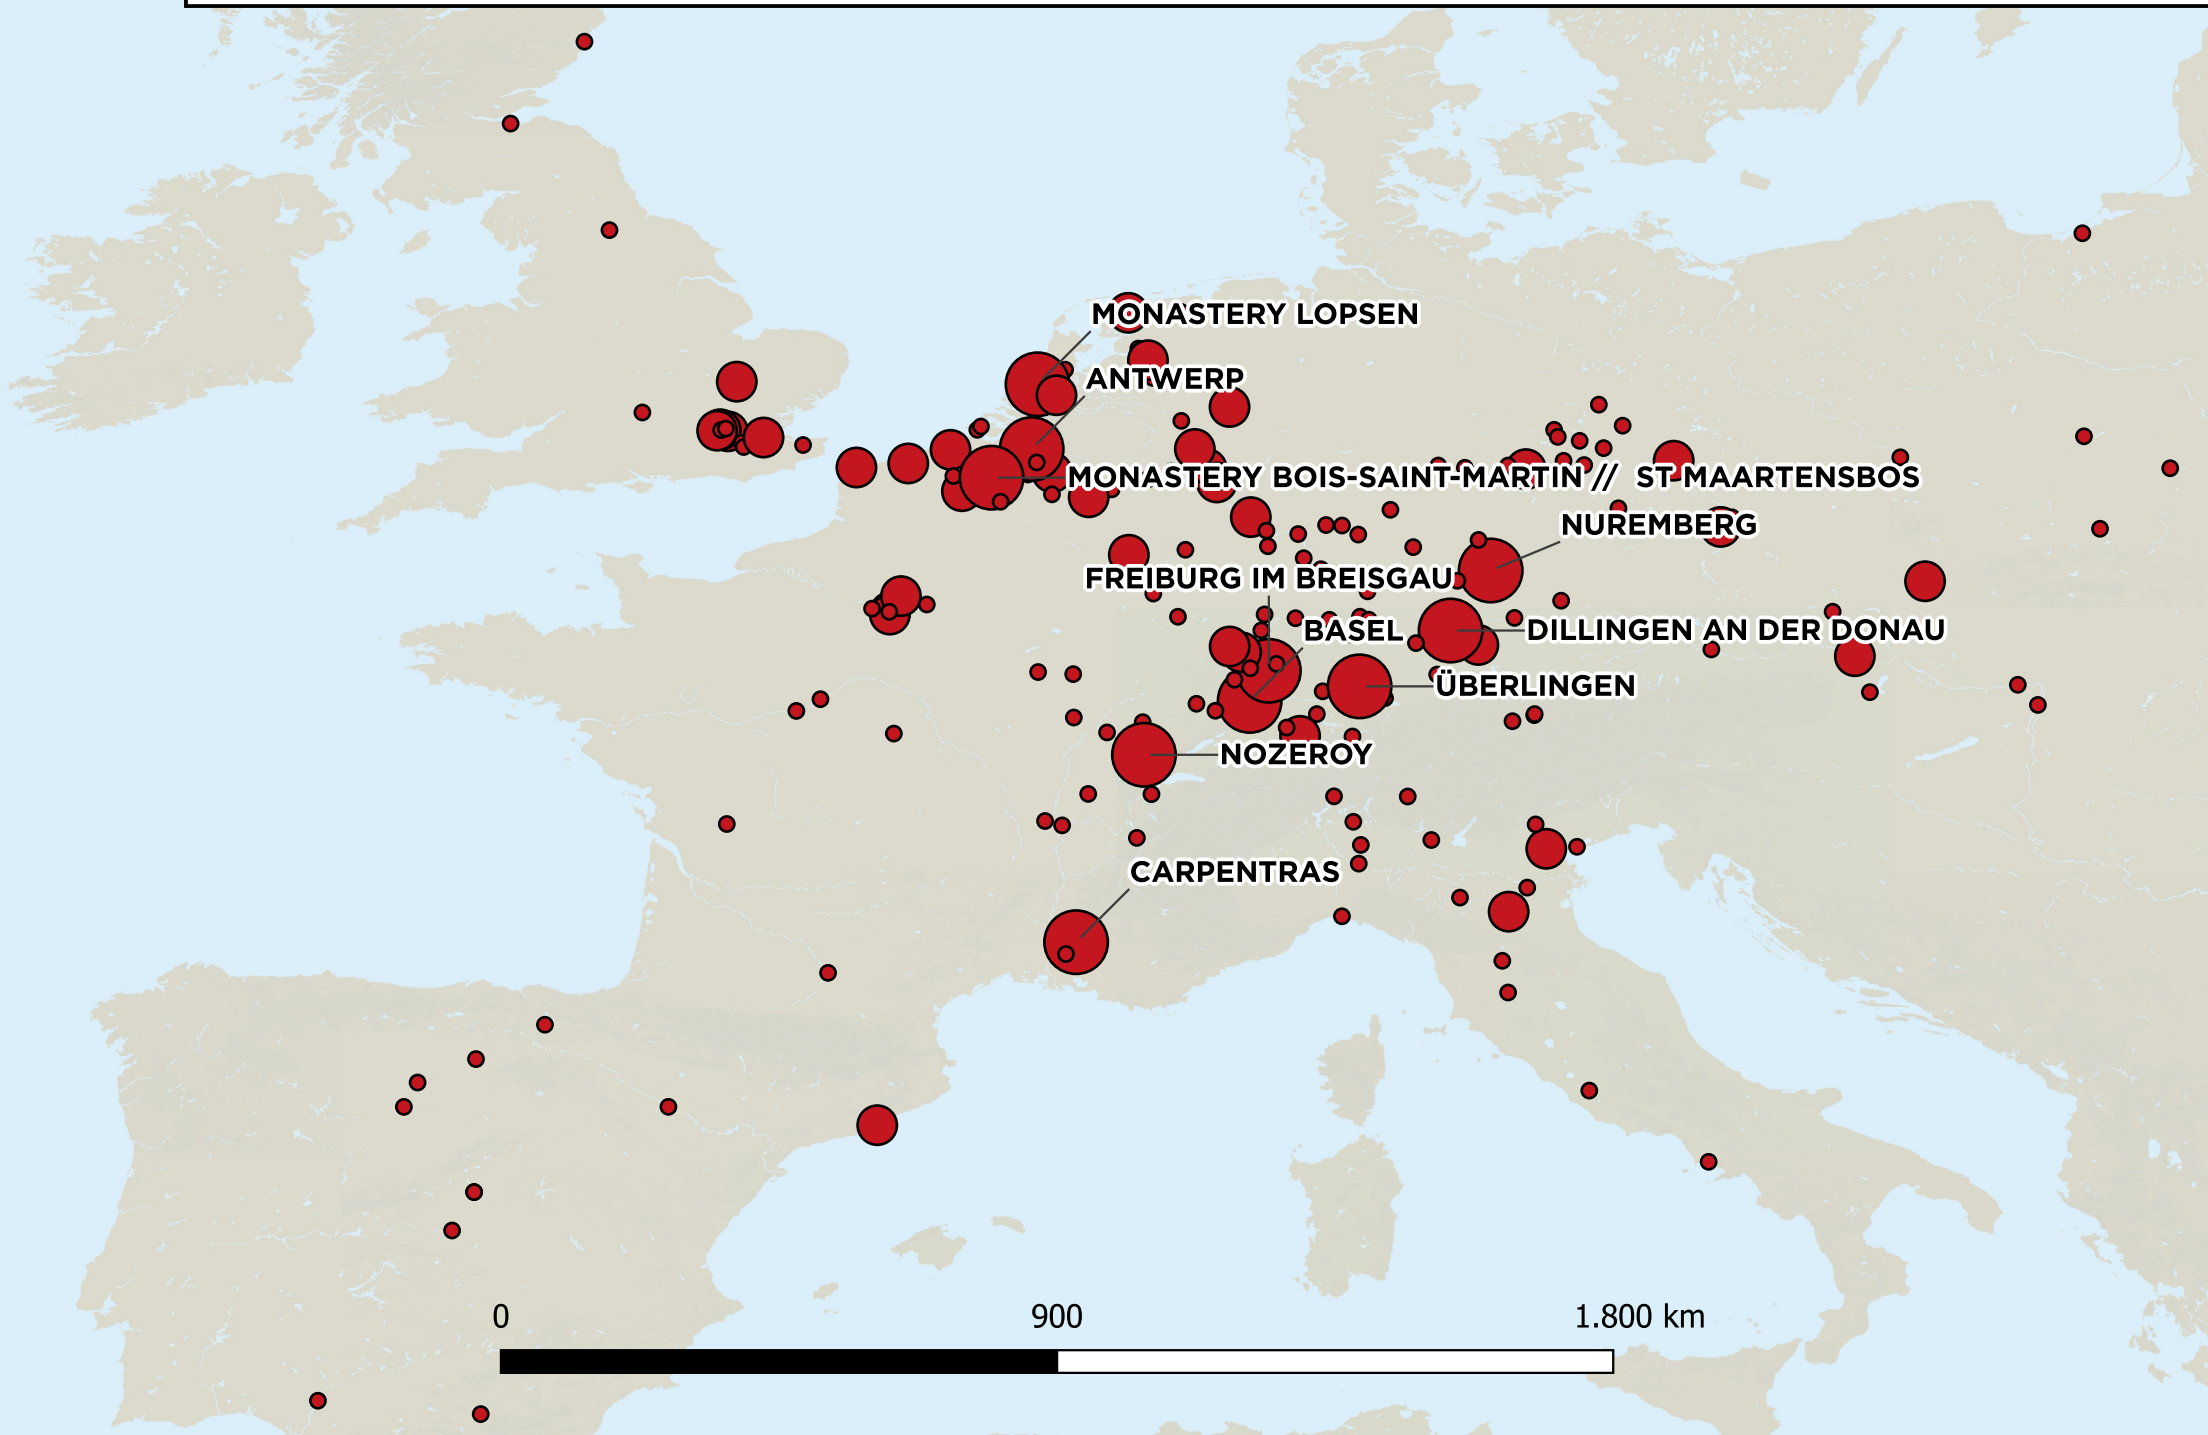 MONASTERY LOPSEN
ANTWERP
MONASTERY BOIS-SAINT-MARTIN // ST MAARTENSBOS
NUREMBERG
FREIBURG IM BREISGAU
BASEL
DILLINGEN AN DER DONAU
ÜBERLINGEN
NOZEROY
CARPENTRAS
0 900 1.800 km